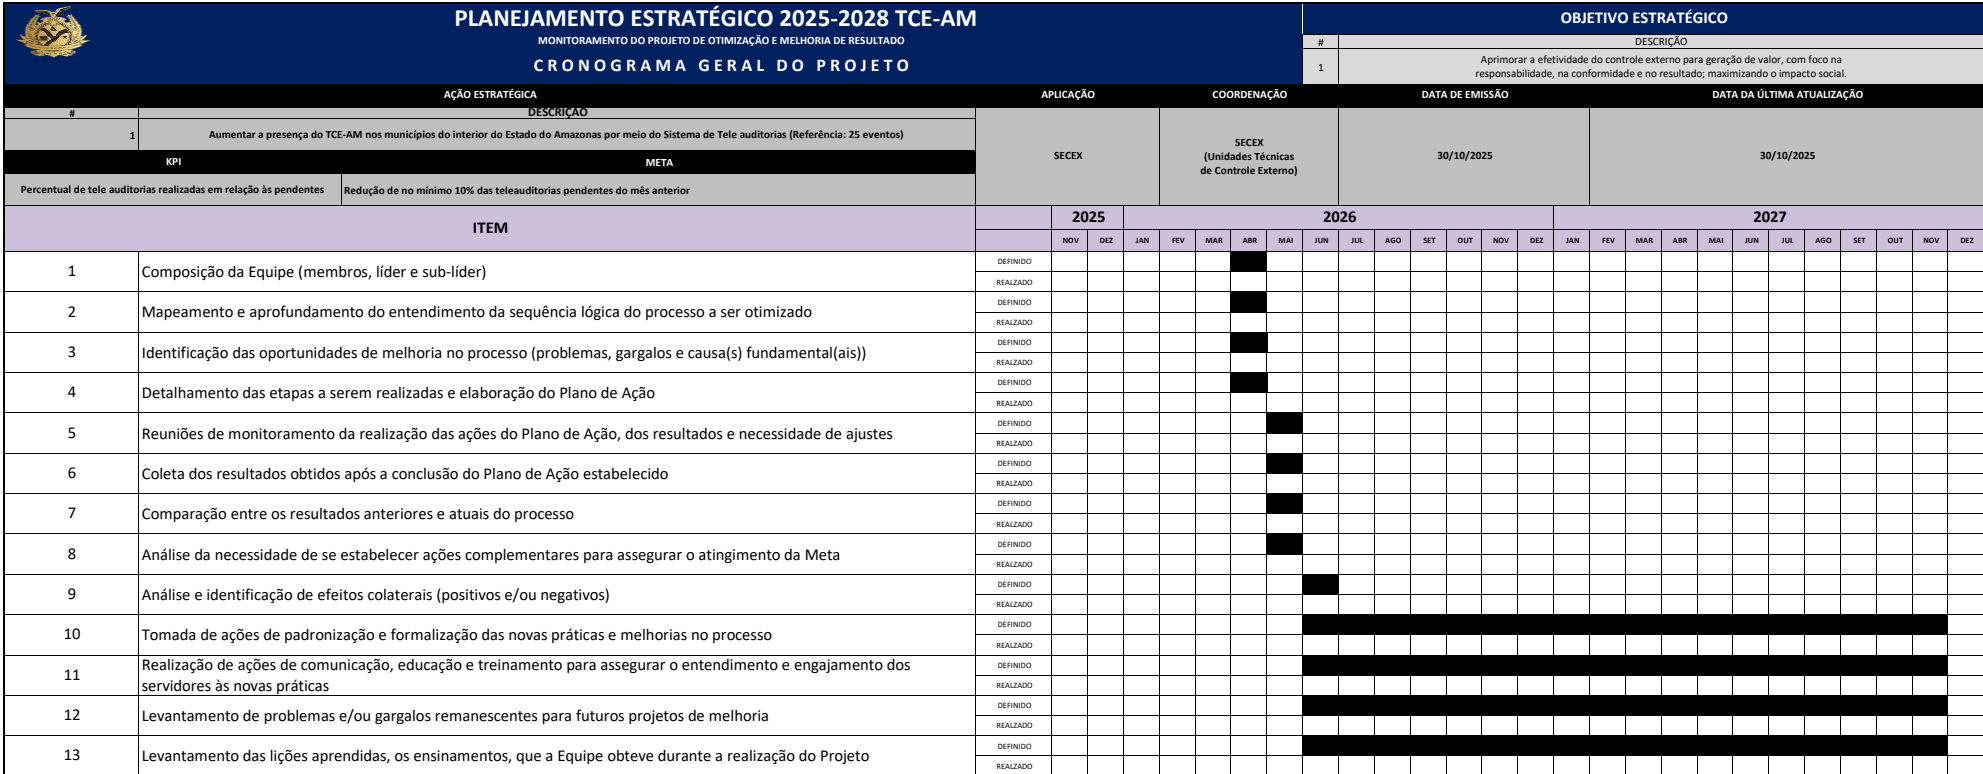 PLANEJAMENTO ESTRATÉGICO 2025-2028 TCE-AM
MONITORAMENTO DO PROJETO DE OTIMIZAÇÃO E MELHORIA DE RESULTADO
CRONOGRAMA GERAL DO PROJETO
OBJETIVO ESTRATÉGICO
# DESCRIÇÃO
1 Aprimorar a efetividade do controle externo para geração de valor, com foco na
responsabilidade, na conformidade e no resultado; maximizando o impacto social.
AÇÃO ESTRATÉGICA APLICAÇÃO COORDENAÇÃO DATA DE EMISSÃO DATA DA ÚLTIMA ATUALIZAÇÃO
# DESCRIÇÃO
1 Aumentar a presença do TCE-AM nos municípios do interior do Estado do Amazonas por meio do Sistema de Tele auditorias (Referência: 25 eventos)
SECEX
SECEX
(Unidades Técnicas
de Controle Externo)
30/10/2025
30/10/2025
KPI META
Percentual de tele auditorias realizadas em relação às pendentes Redução de no mínimo 10% das teleauditorias pendentes do mês anterior
ITEM 2025 2026 2027
NOV DEZ JAN FEV MAR ABR MAI JUN JUL AGO SET OUT NOV DEZ JAN FEV MAR ABR MAI JUN JUL AGO SET OUT NOV DEZ
1 Composição da Equipe (membros, líder e sub-líder)
DEFINIDO
REALZADO
2 Mapeamento e aprofundamento do entendimento da sequência lógica do processo a ser otimizado
DEFINIDO
REALZADO
3 Identificação das oportunidades de melhoria no processo (problemas, gargalos e causa(s) fundamental(ais))
DEFINIDO
REALZADO
4 Detalhamento das etapas a serem realizadas e elaboração do Plano de Ação
DEFINIDO
REALZADO
5 Reuniões de monitoramento da realização das ações do Plano de Ação, dos resultados e necessidade de ajustes
DEFINIDO
REALZADO
6 Coleta dos resultados obtidos após a conclusão do Plano de Ação estabelecido
DEFINIDO
REALZADO
7 Comparação entre os resultados anteriores e atuais do processo
DEFINIDO
REALZADO
8 Análise da necessidade de se estabelecer ações complementares para assegurar o atingimento da Meta
DEFINIDO
REALZADO
9 Análise e identificação de efeitos colaterais (positivos e/ou negativos)
DEFINIDO
REALZADO
10 Tomada de ações de padronização e formalização das novas práticas e melhorias no processo
DEFINIDO
REALZADO
11 Realização de ações de comunicação, educação e treinamento para assegurar o entendimento e engajamento dos
servidores às novas práticas
DEFINIDO
REALZADO
12 Levantamento de problemas e/ou gargalos remanescentes para futuros projetos de melhoria
DEFINIDO
REALZADO
13 Levantamento das lições aprendidas, os ensinamentos, que a Equipe obteve durante a realização do Projeto
DEFINIDO
REALZADO